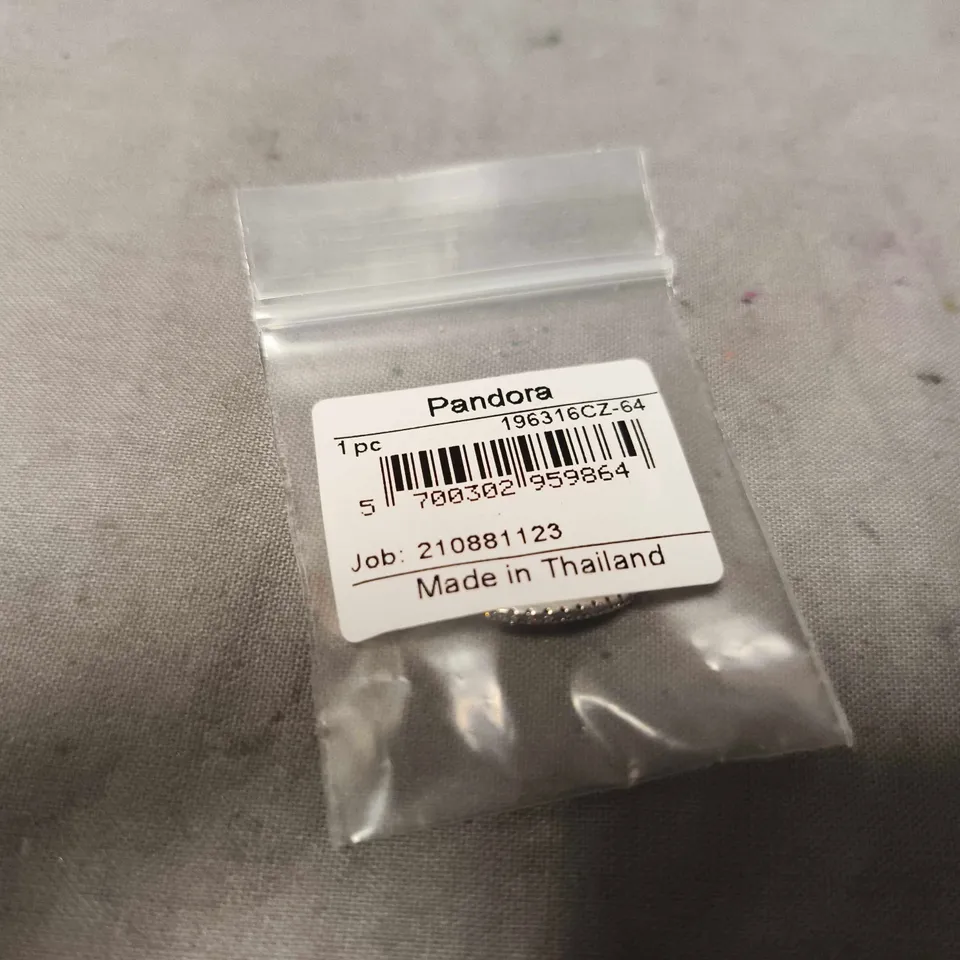 Pandora
196316CZ-64
1 pc
5 700302 959864
Job: 210881123
Made in Thailand